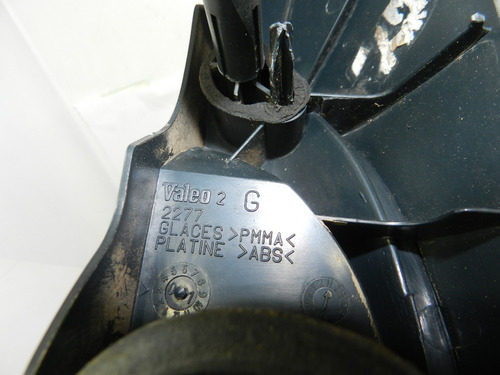 Valeo 2 G
2277
GLACES >PMMA<
PLATINE >ABS<